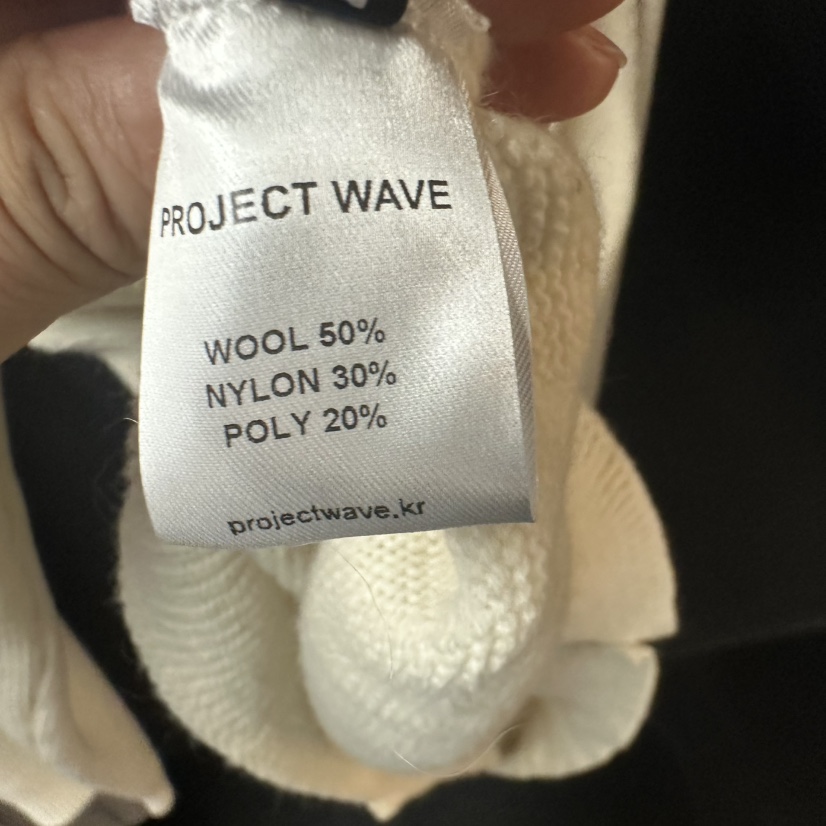 PROJECT WAVE
WOOL 50%
NYLON 30%
POLY 20%
projectwave.kr